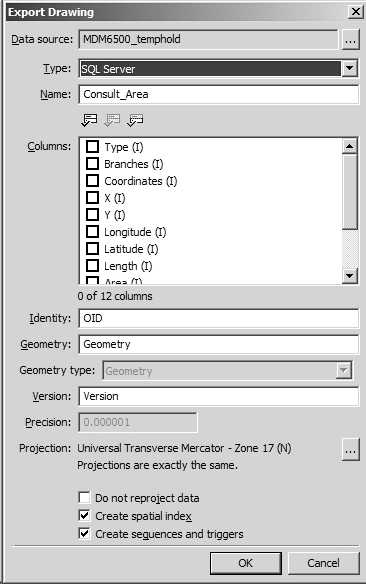 Export Drawing
Data source: MDM6500_temphold ...
Type: SQL Server
Name: Consult_Area
Columns: Type (I)
Branches (I)
Coordinates (I)
X (I)
Y (I)
Longitude (I)
Latitude (I)
Length (I)
Area (I)
0 of 12 columns
Identity: OID
Geometry: Geometry
Geometry type: Geometry
Version: Version
Precision: 0.000001
Projection: Universal Transverse Mercator - Zone 17 (N) ...
Projections are exactly the same.
Do not reproject data
Create spatial index
Create sequences and triggers
OK Cancel